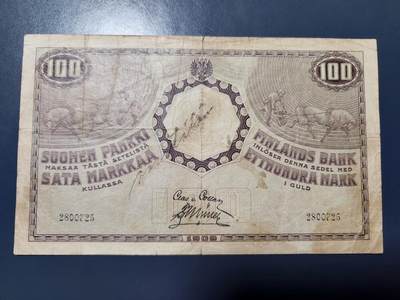 100
100
SUOMEN PANKKI
MAKSAA TÄSTÄ SETELISTÄ
SATA MARKKAA
KULLASSA
FINLANDS BANK
INLÖSER DENNA SEDEL MED
ETTHUNDRA MARK
I GULD
2800725
2800725
1909